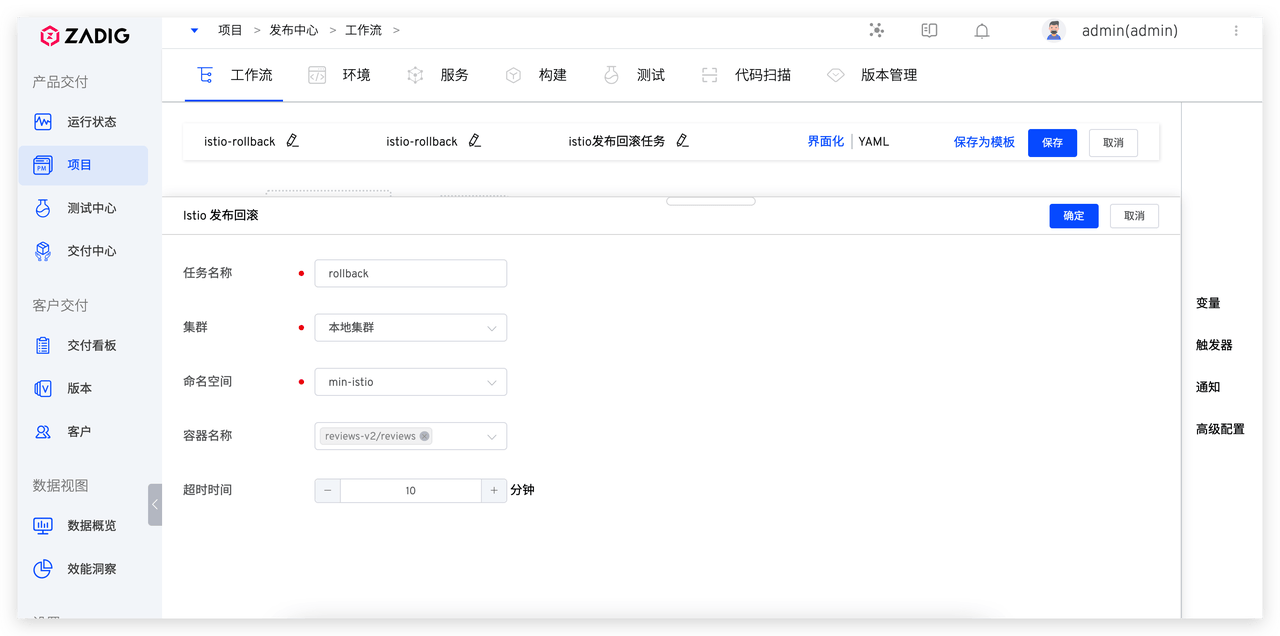 ZADIG
项目 > 发布中心 > 工作流 >
admin(admin)
产品交付
运行状态
项目
测试中心
交付中心
客户交付
交付看板
版本
客户
数据视图
数据概览
效能洞察
工作流 环境 服务 构建 测试 代码扫描 版本管理
istio-rollback istio-rollback istio发布回滚任务 界面化 YAML 保存为模板 保存 取消
Istio 发布回滚 确定 取消
任务名称 rollback
集群 本地集群
命名空间 min-istio
容器名称 reviews-v2/reviews
超时时间 − 10 + 分钟
变量
触发器
通知
高级配置